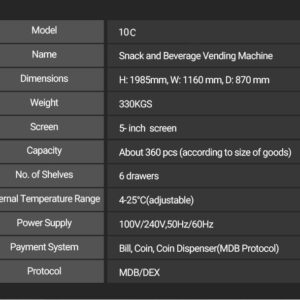 Model 10C
Name Snack and Beverage Vending Machine
Dimensions H: 1985mm, W: 1160 mm, D: 870 mm
Weight 330KGS
Screen 5- inch screen
Capacity About 360 pcs (according to size of goods)
No. of Shelves 6 drawers
ernal Temperature Range 4-25°C(adjustable)
Power Supply 100V/240V,50Hz/60Hz
Payment System Bill, Coin, Coin Dispenser(MDB Protocol)
Protocol MDB/DEX